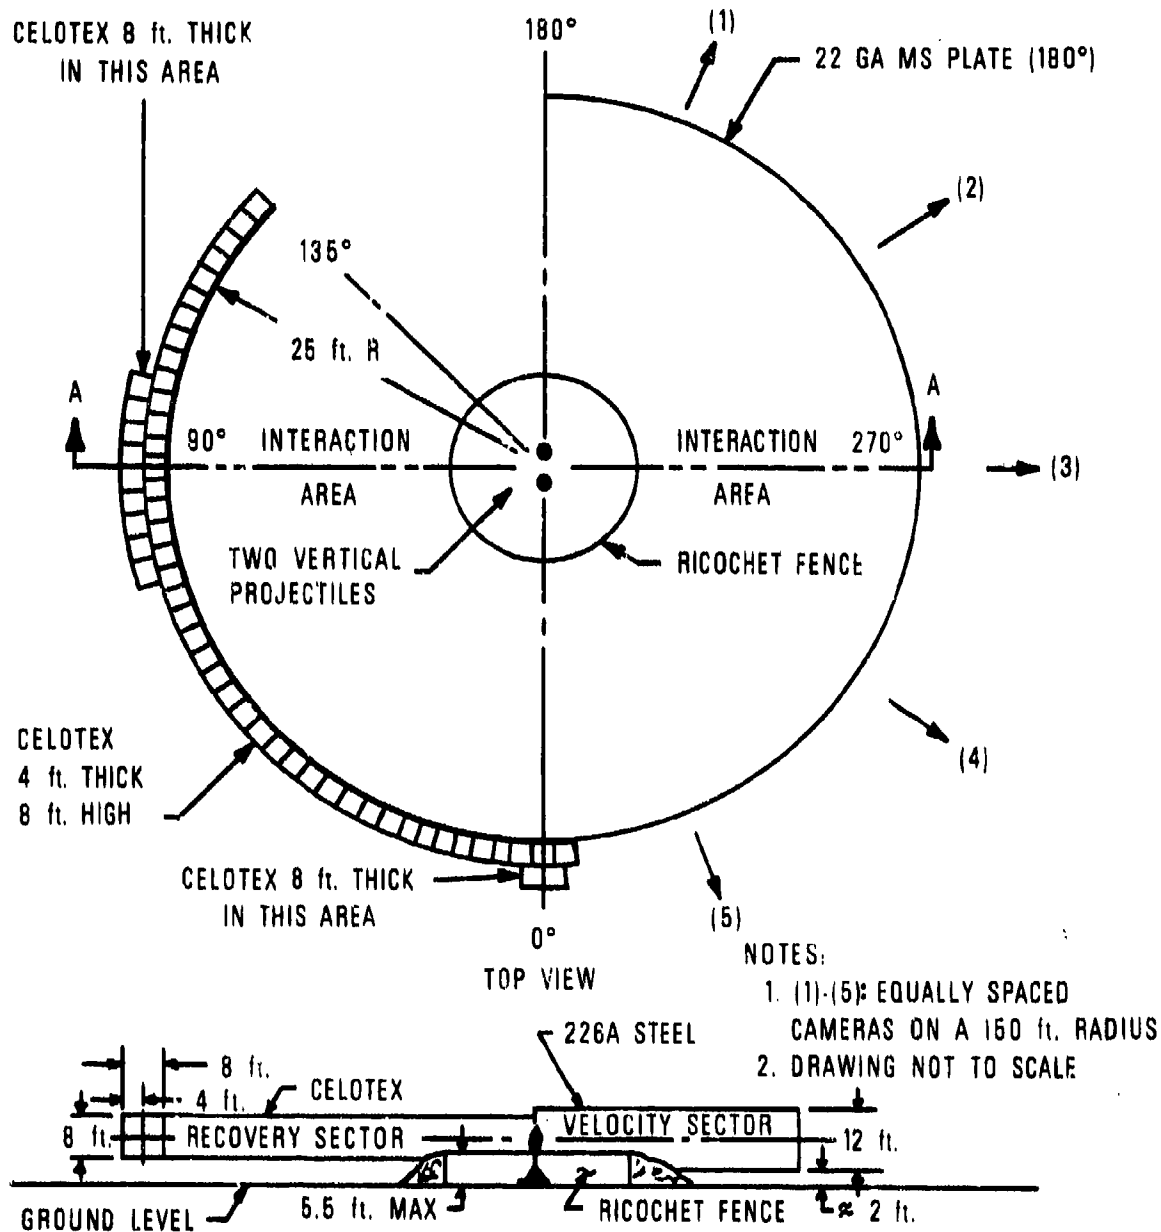 CELOTEX 8 ft. THICK
IN THIS AREA
180°
(1)
22 GA MS PLATE (180°)
(2)
135°
25 ft. R
A
A
90°
INTERACTION
AREA
INTERACTION
AREA
270°
(3)
TWO VERTICAL
PROJECTILES
RICOCHET FENCE
CELOTEX
4 ft. THICK
8 ft. HIGH
(4)
CELOTEX 8 ft. THICK
IN THIS AREA
(5)
0°
TOP VIEW
NOTES:
1. (1)-(5): EQUALLY SPACED
CAMERAS ON A 150 ft. RADIUS
2. DRAWING NOT TO SCALE
226A STEEL
8 ft.
4 ft.
CELOTEX
8 ft.
RECOVERY SECTOR
VELOCITY SECTOR
12 ft.
GROUND LEVEL
5.5 ft. MAX
RICOCHET FENCE
≈ 2 ft.